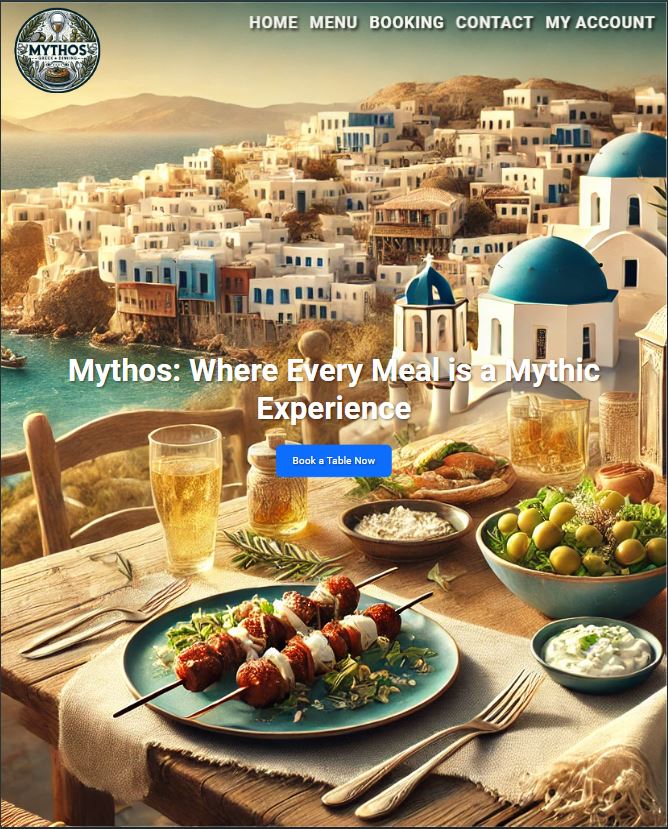 MYTHOS
GREEK & DINING
HOME MENU BOOKING CONTACT MY ACCOUNT
Mythos: Where Every Meal is a Mythic
Experience
Book a Table Now